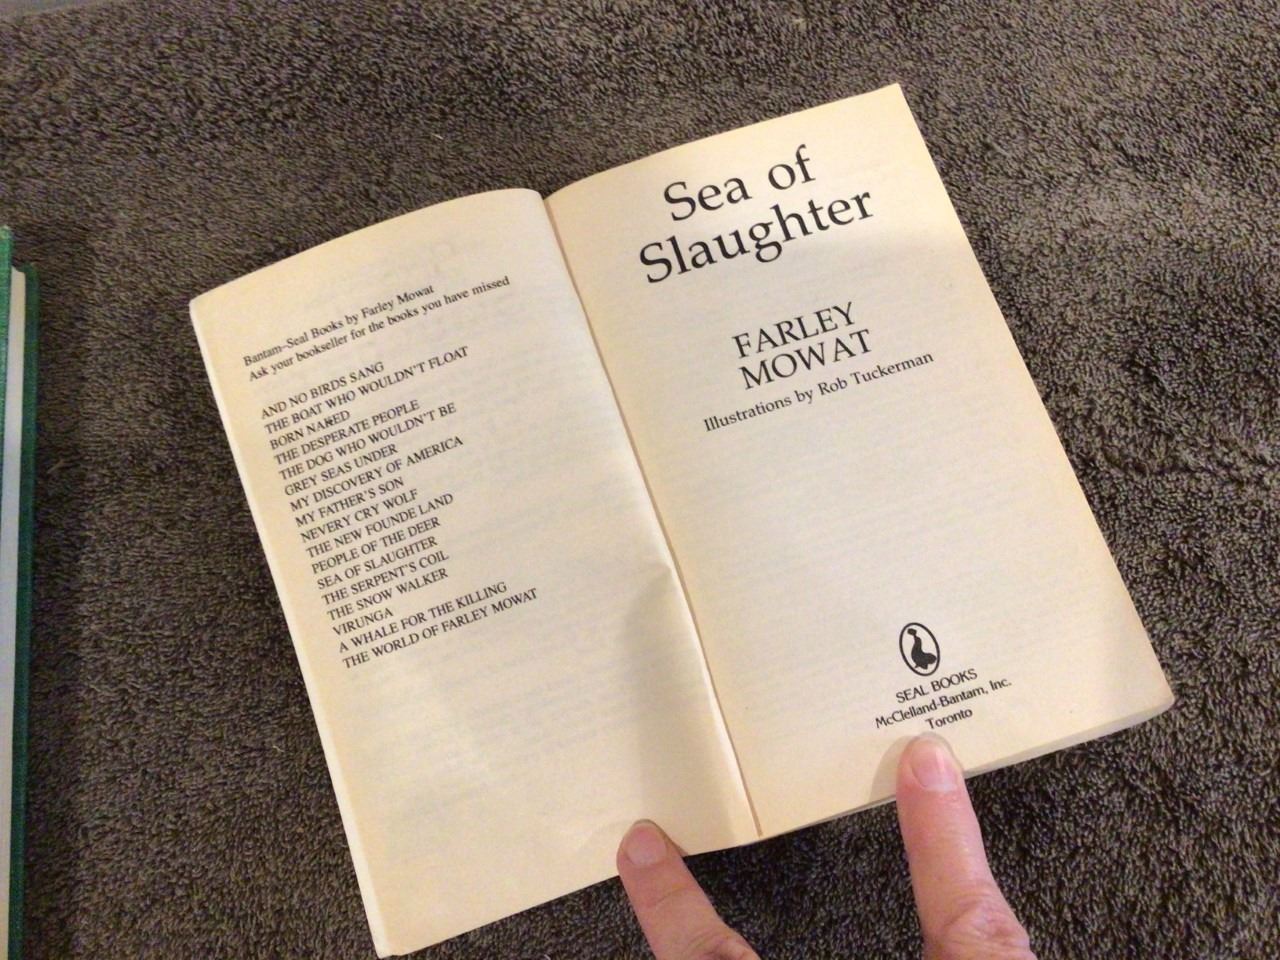 Bantam–Seal Books by Farley Mowat
Ask your bookseller for the books you have missed
AND NO BIRDS SANG
THE BOAT WHO WOULDN'T FLOAT
BORN NAKED
THE DESPERATE PEOPLE
THE DOG WHO WOULDN'T BE
GREY SEAS UNDER
MY DISCOVERY OF AMERICA
MY FATHER'S SON
NEVERY CRY WOLF
THE NEW FOUNDE LAND
PEOPLE OF THE DEER
SEA OF SLAUGHTER
THE SERPENT'S COIL
THE SNOW WALKER
VIRUNGA
A WHALE FOR THE KILLING
THE WORLD OF FARLEY MOWAT
Sea of
Slaughter
FARLEY
MOWAT
Illustrations by Rob Tuckerman
SEAL BOOKS
McClelland-Bantam, Inc.
Toronto